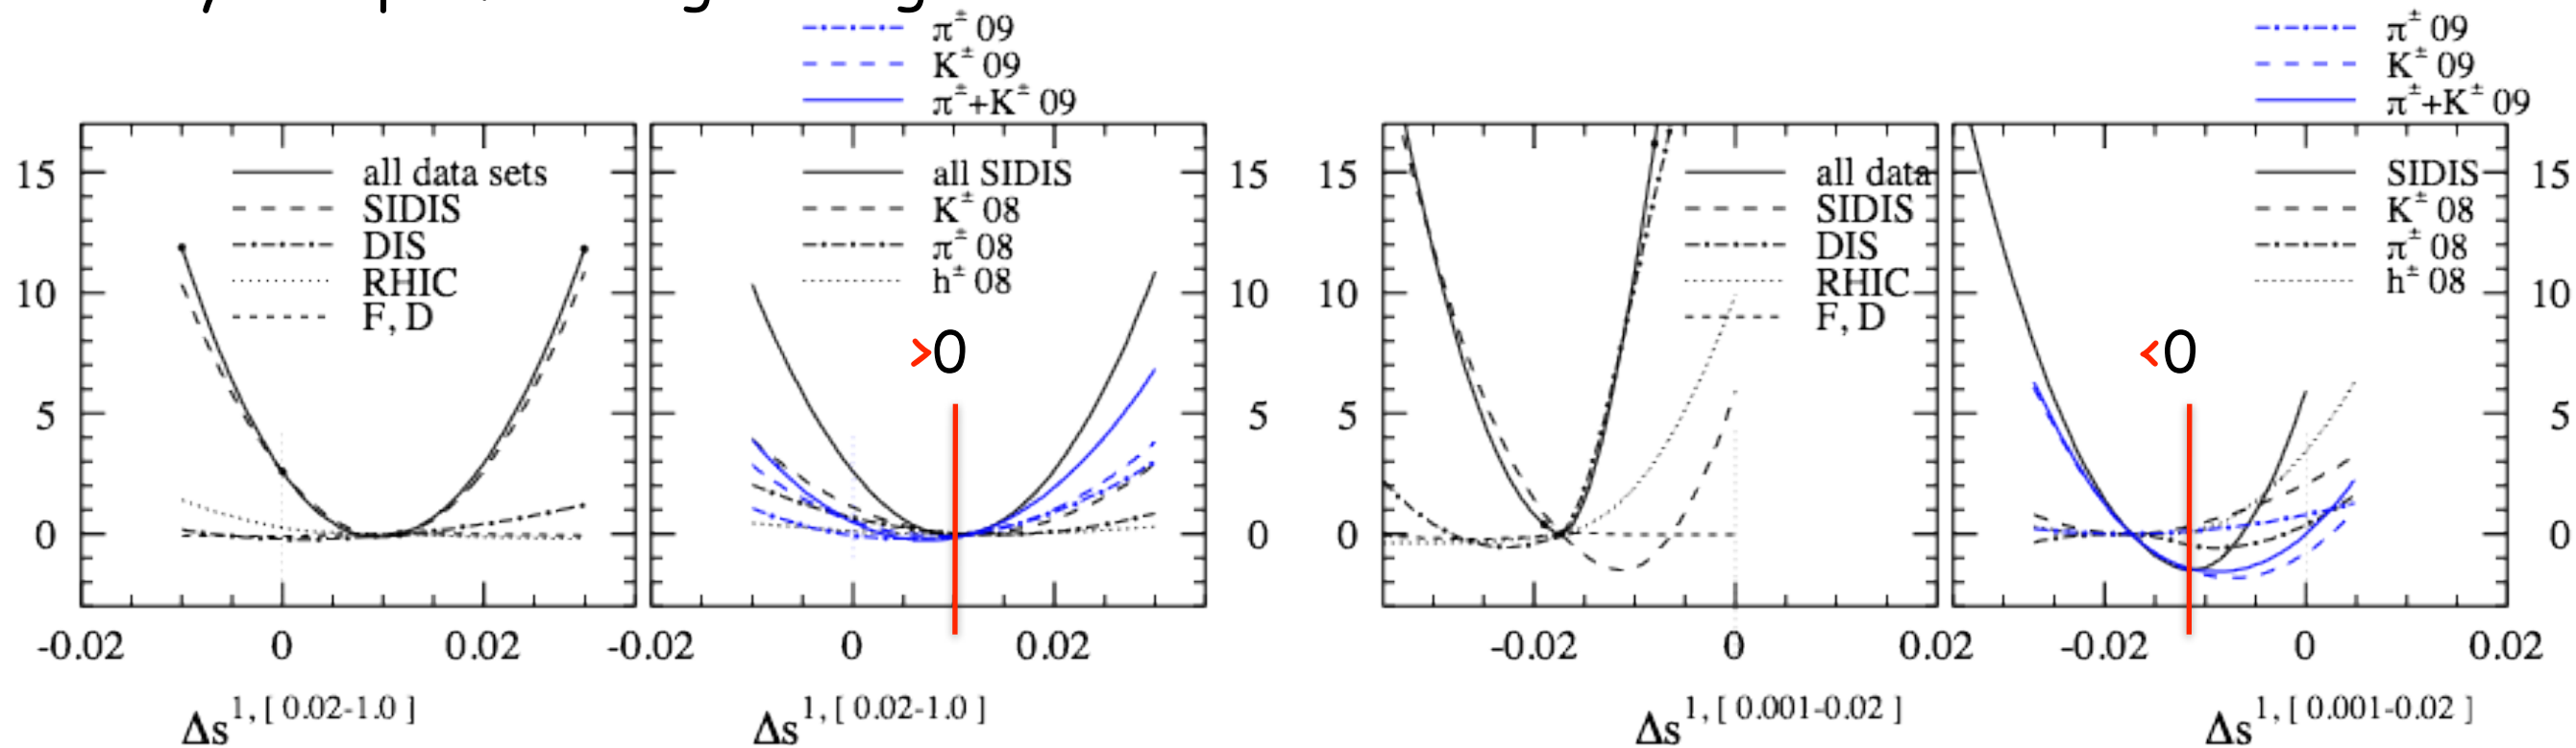 π± 09
K± 09
π±+K± 09
π± 09
K± 09
π±+K± 09
15
10
5
0
all data sets
SIDIS
DIS
RHIC
F, D
all SIDIS
K± 08
π± 08
h± 08
>0
15
10
5
0
15
10
5
0
all data
SIDIS
DIS
RHIC
F, D
SIDIS
K± 08
π± 08
h± 08
<0
15
10
5
0
-0.02 0 0.02 -0.02 0 0.02 -0.02 0 0.02 -0.02 0 0.02
Δs1, [ 0.02-1.0 ]
Δs1, [ 0.02-1.0 ]
Δs1, [ 0.001-0.02 ]
Δs1, [ 0.001-0.02 ]